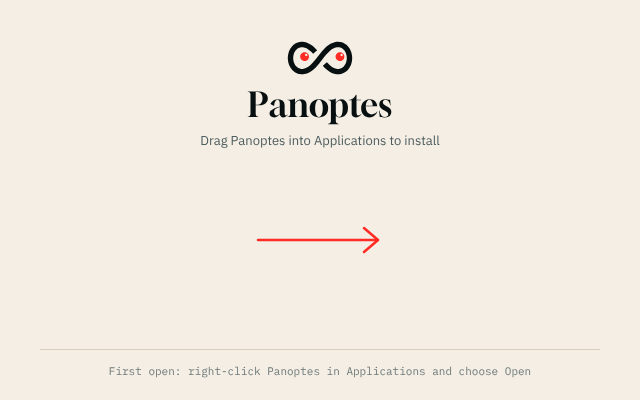 Panoptes
Drag Panoptes into Applications to install
First open: right-click Panoptes in Applications and choose Open